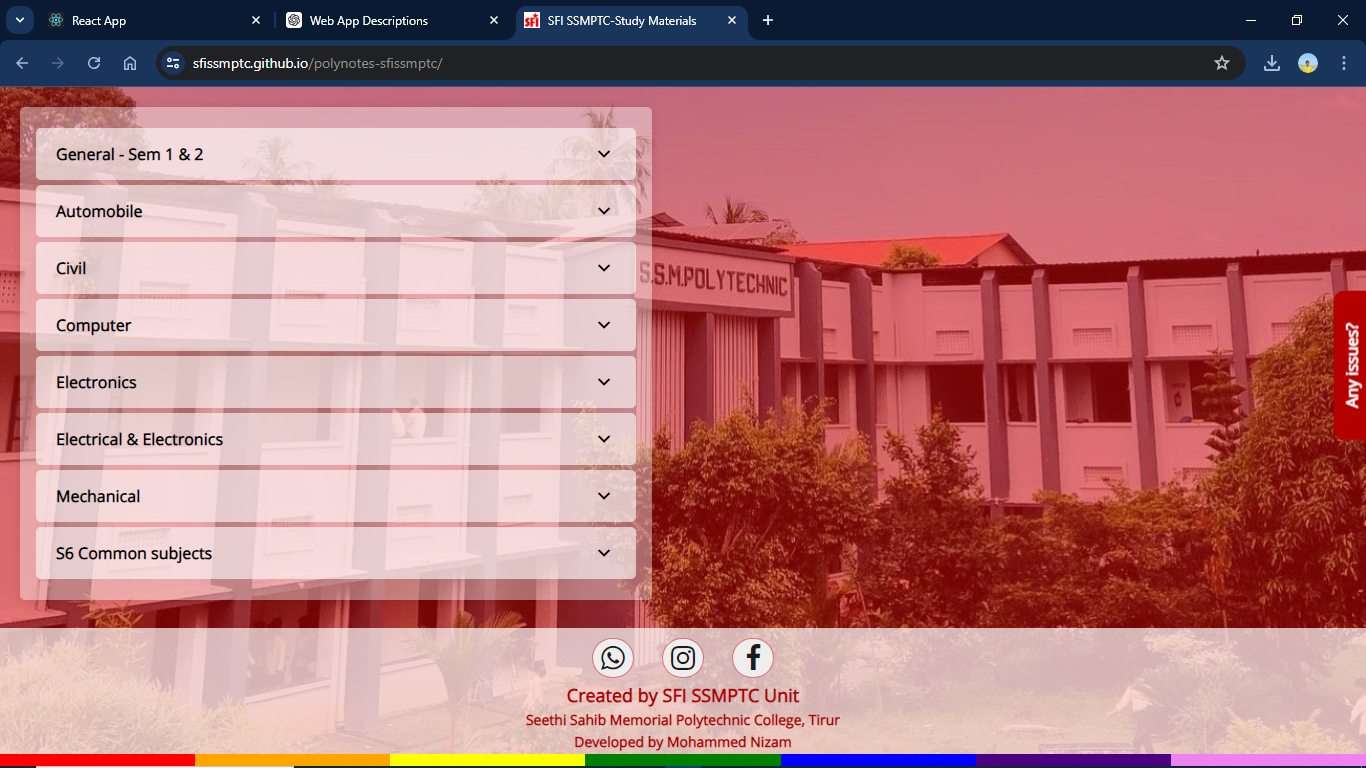 React App
Web App Descriptions
SFI
SFI SSMPTC-Study Materials
sfissmptc.github.io/polynotes-sfissmptc/
General - Sem 1 & 2
Automobile
Civil
Computer
Electronics
Electrical & Electronics
Mechanical
S6 Common subjects
S.S.M.POLYTECHNIC
Any issues?
Created by SFI SSMPTC Unit
Seethi Sahib Memorial Polytechnic College, Tirur
Developed by Mohammed Nizam